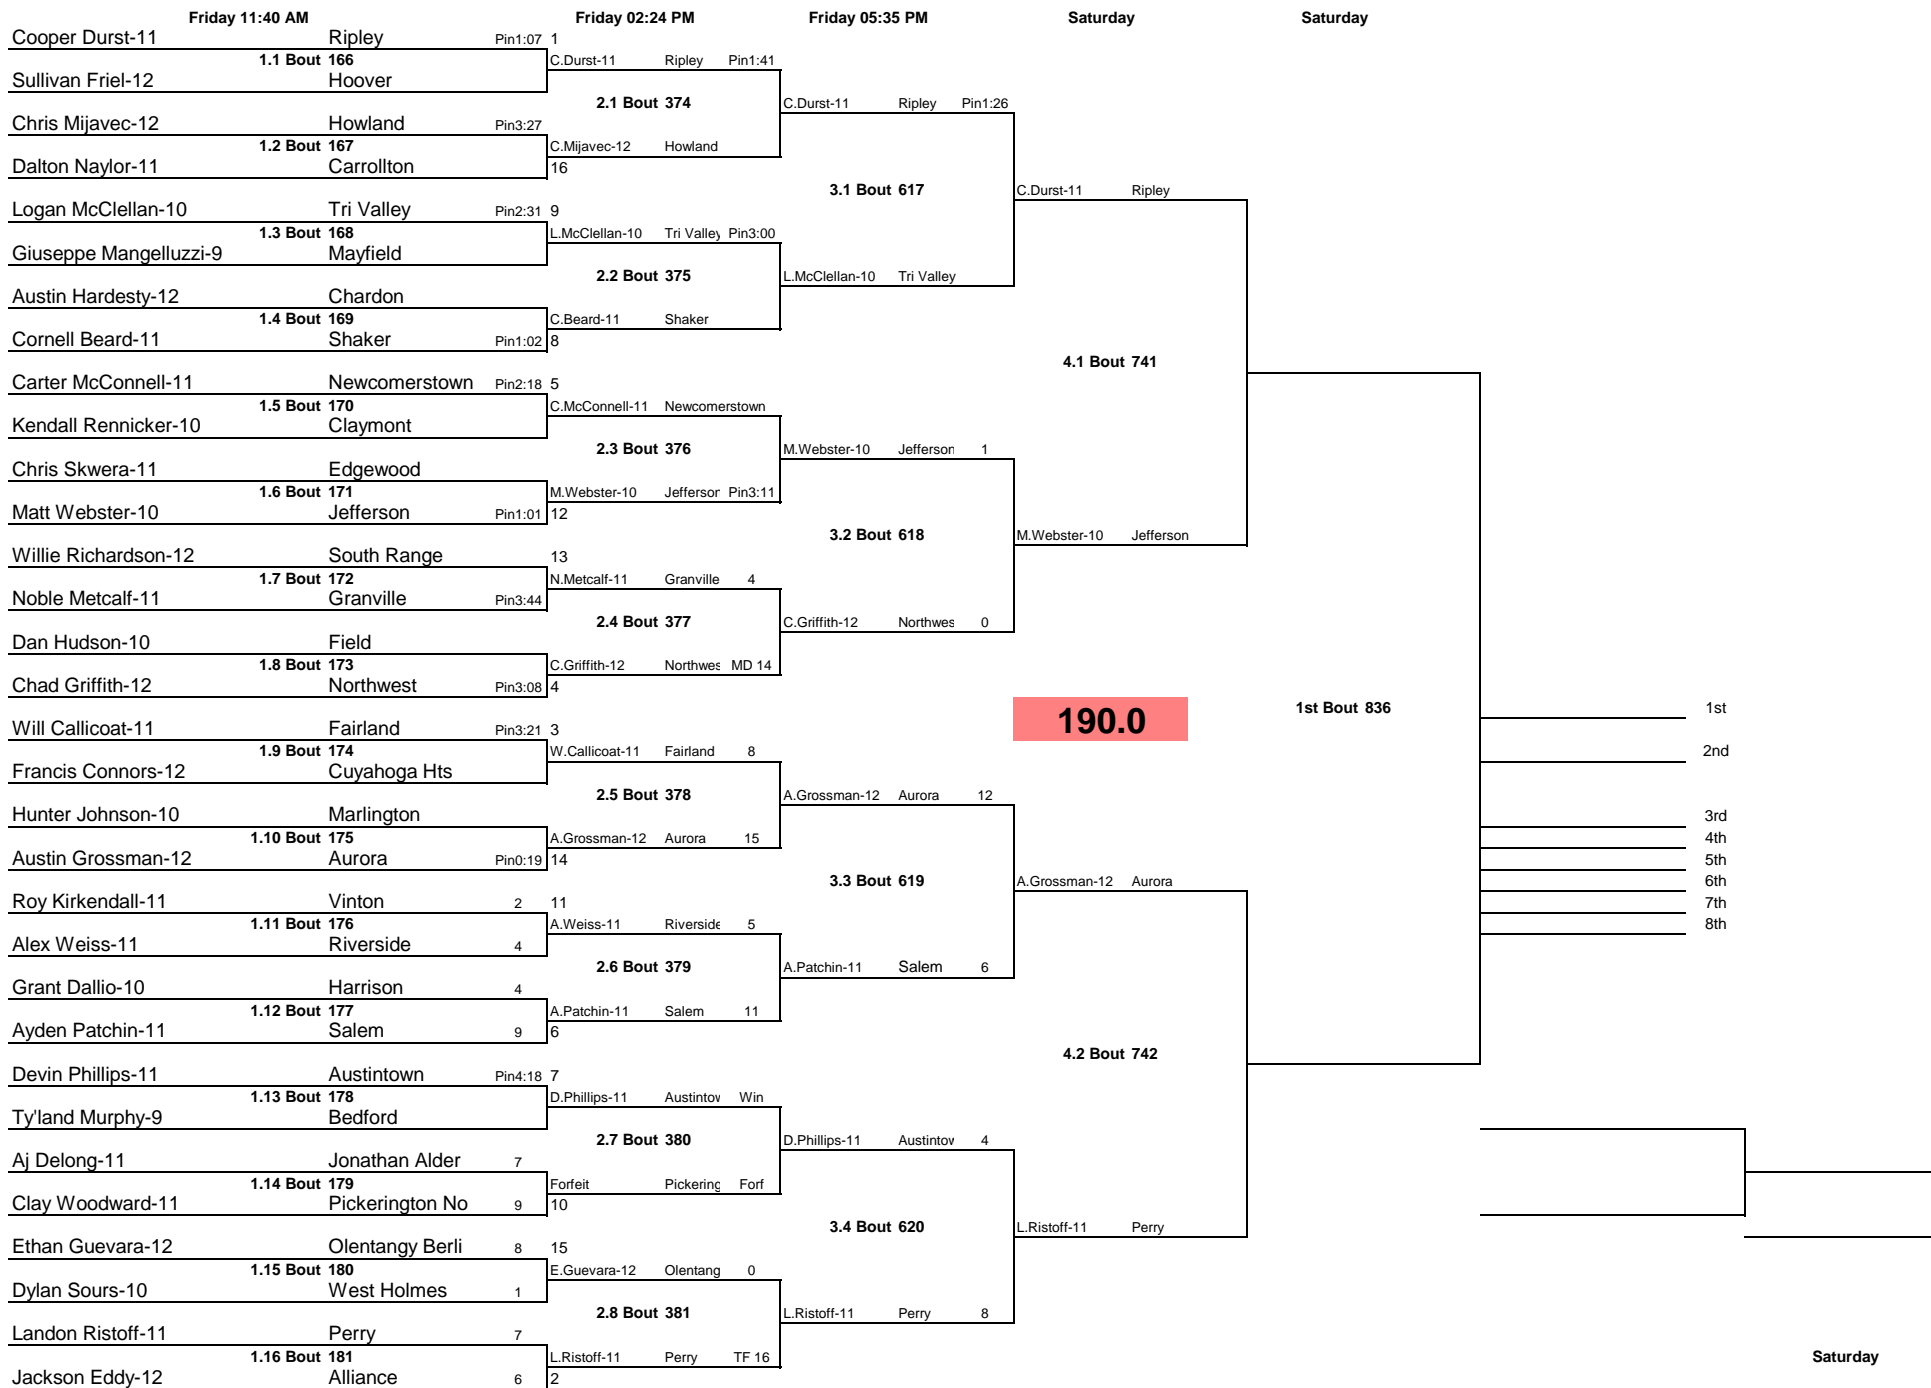 Friday 11:40 AM Friday 02:24 PM Friday 05:35 PM Saturday Saturday
Cooper Durst-11 Ripley Pin1:07 1
1.1 Bout 166 C.Durst-11 Ripley Pin1:41
Sullivan Friel-12 Hoover
2.1 Bout 374 C.Durst-11 Ripley Pin1:26
Chris Mijavec-12 Howland Pin3:27
1.2 Bout 167 C.Mijavec-12 Howland
Dalton Naylor-11 Carrollton 16
3.1 Bout 617 C.Durst-11 Ripley
Logan McClellan-10 Tri Valley Pin2:31 9
1.3 Bout 168 L.McClellan-10 Tri Valley Pin3:00
Giuseppe Mangelluzzi-9 Mayfield
2.2 Bout 375 L.McClellan-10 Tri Valley
Austin Hardesty-12 Chardon
1.4 Bout 169 C.Beard-11 Shaker
Cornell Beard-11 Shaker Pin1:02 8
4.1 Bout 741
Carter McConnell-11 Newcomerstown Pin2:18 5
1.5 Bout 170 C.McConnell-11 Newcomerstown
Kendall Rennicker-10 Claymont
2.3 Bout 376 M.Webster-10 Jefferson 1
Chris Skwera-11 Edgewood
1.6 Bout 171 M.Webster-10 Jefferson Pin3:11
Matt Webster-10 Jefferson Pin1:01 12
3.2 Bout 618 M.Webster-10 Jefferson
Willie Richardson-12 South Range 13
1.7 Bout 172 N.Metcalf-11 Granville 4
Noble Metcalf-11 Granville Pin3:44
2.4 Bout 377 C.Griffith-12 Northwes 0
Dan Hudson-10 Field
1.8 Bout 173 C.Griffith-12 Northwes MD 14
Chad Griffith-12 Northwest Pin3:08 4
190.0 1st Bout 836 1st
Will Callicoat-11 Fairland Pin3:21 3
1.9 Bout 174 W.Callicoat-11 Fairland 8 2nd
Francis Connors-12 Cuyahoga Hts
2.5 Bout 378 A.Grossman-12 Aurora 12
Hunter Johnson-10 Marlington 3rd
1.10 Bout 175 A.Grossman-12 Aurora 15 4th
Austin Grossman-12 Aurora Pin0:19 14 5th
3.3 Bout 619 A.Grossman-12 Aurora 6th
Roy Kirkendall-11 Vinton 2 11 7th
1.11 Bout 176 A.Weiss-11 Riverside 5 8th
Alex Weiss-11 Riverside 4
2.6 Bout 379 A.Patchin-11 Salem 6
Grant Dallio-10 Harrison 4
1.12 Bout 177 A.Patchin-11 Salem 11
Ayden Patchin-11 Salem 9 6
4.2 Bout 742
Devin Phillips-11 Austintown Pin4:18 7
1.13 Bout 178 D.Phillips-11 Austintow Win
Ty'land Murphy-9 Bedford
2.7 Bout 380 D.Phillips-11 Austintow 4
Aj Delong-11 Jonathan Alder 7
1.14 Bout 179 Forfeit Pickering Forf
Clay Woodward-11 Pickerington No 9 10
3.4 Bout 620 L.Ristoff-11 Perry
Ethan Guevara-12 Olentangy Berli 8 15
1.15 Bout 180 E.Guevara-12 Olentang 0
Dylan Sours-10 West Holmes 1
2.8 Bout 381 L.Ristoff-11 Perry 8
Landon Ristoff-11 Perry 7
1.16 Bout 181 L.Ristoff-11 Perry TF 16 Saturday
Jackson Eddy-12 Alliance 6 2